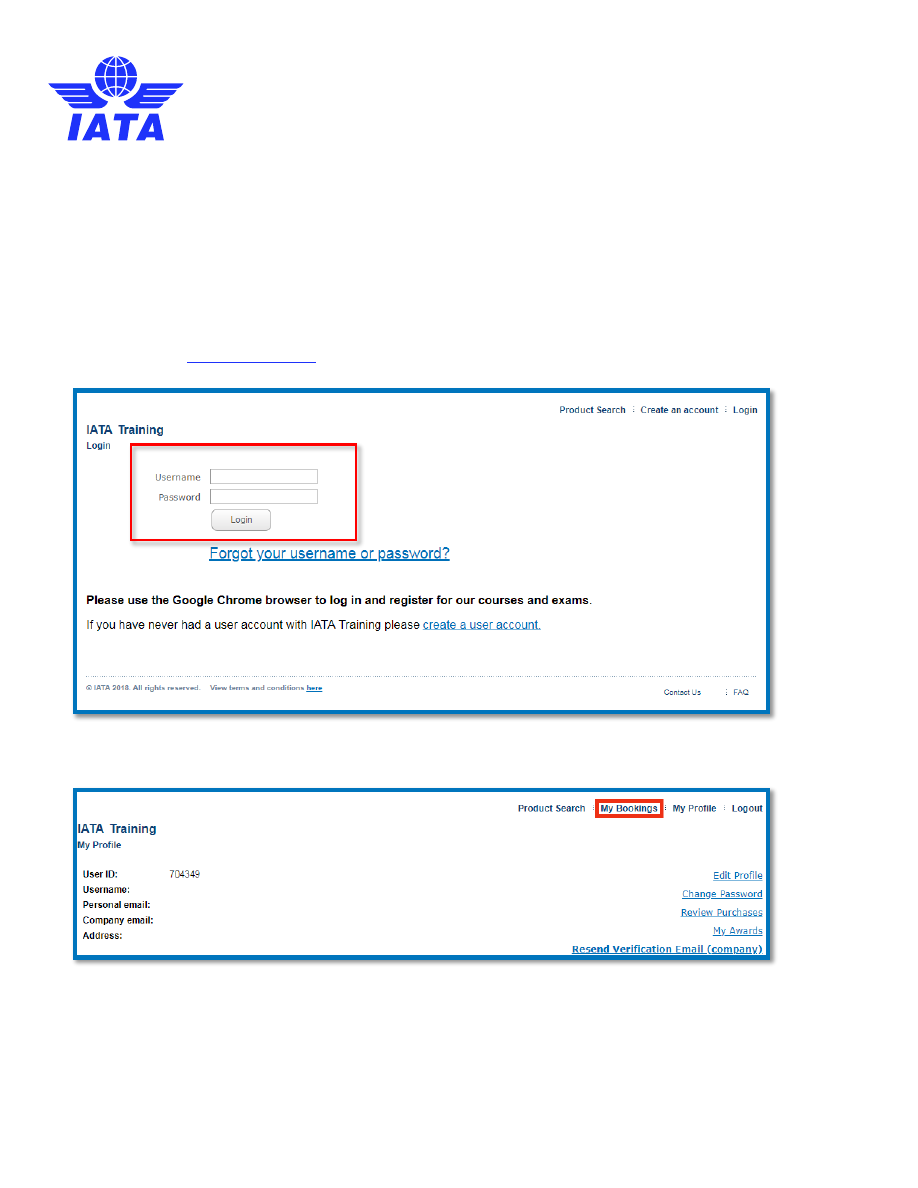 IATA
Product Search Create an account Login
IATA Training
Login
Username
Password
Login
Forgot your username or password?
Please use the Google Chrome browser to log in and register for our courses and exams.
If you have never had a user account with IATA Training please create a user account.
© IATA 2018. All rights reserved. View terms and conditions here
Contact Us FAQ
Product Search My Bookings My Profile Logout
IATA Training
My Profile
User ID: 704349
Edit Profile
Username:
Change Password
Personal email:
Review Purchases
Company email:
My Awards
Address:
Resend Verification Email (company)